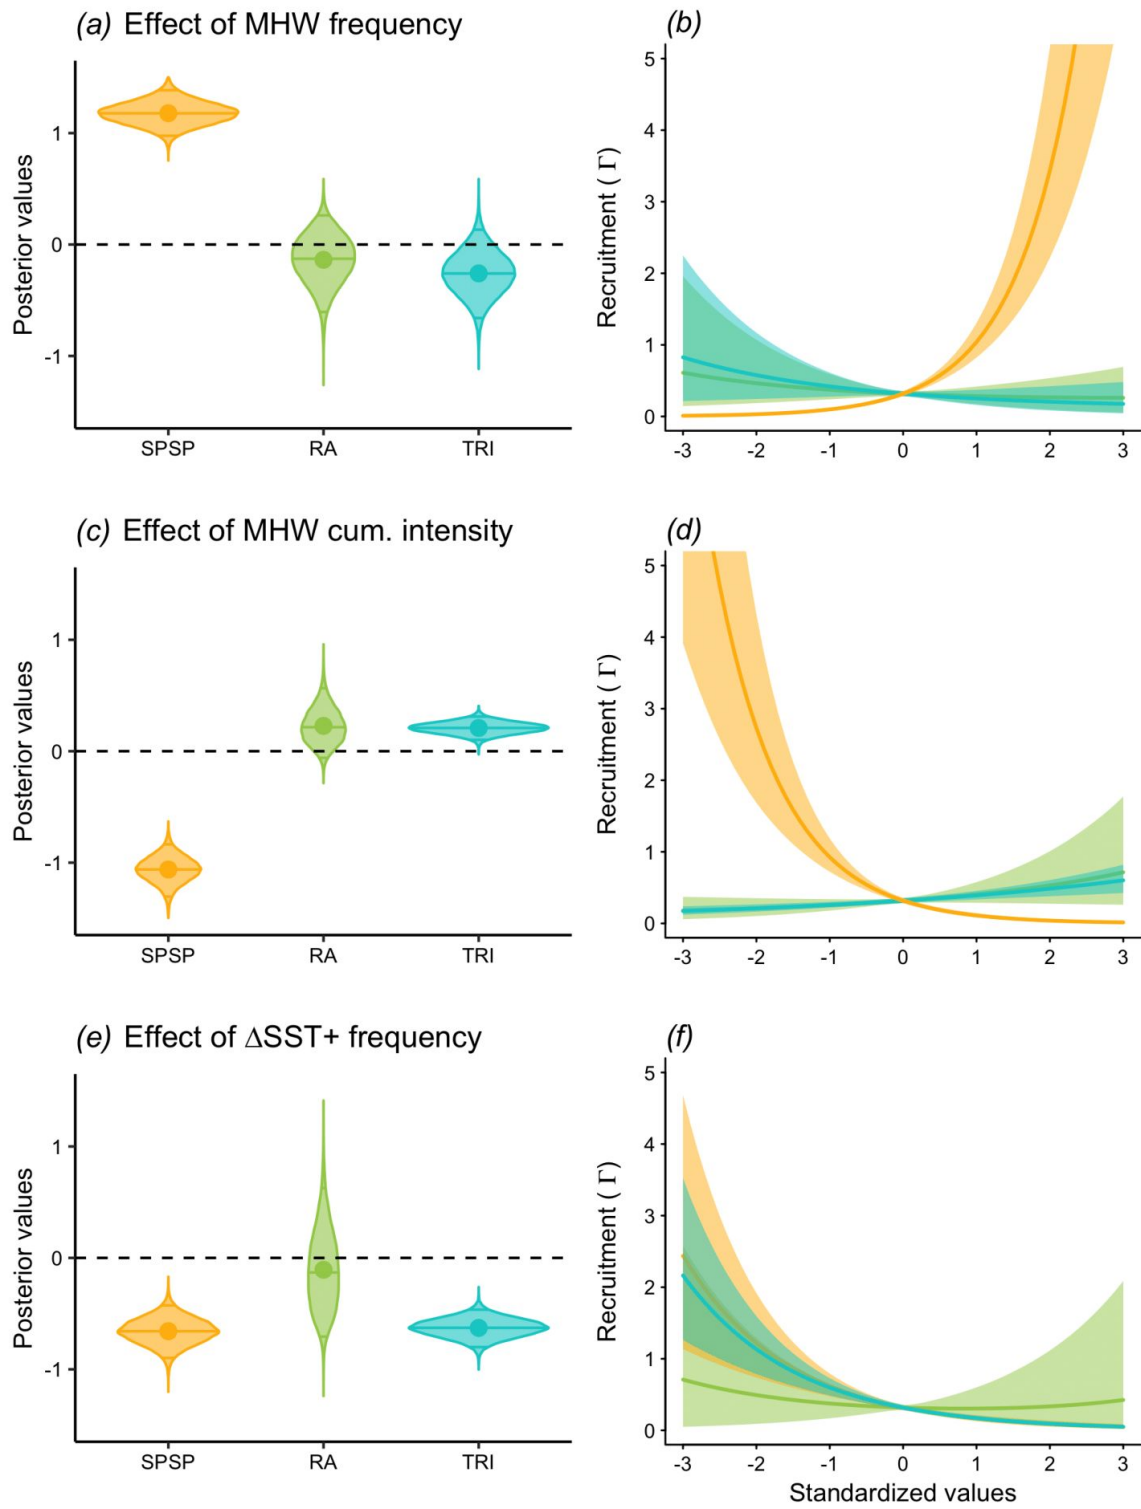 (a) Effect of MHW frequency
Posterior values
1
0
-1
SPSP RA TRI
(b)
Recruitment ( Γ)
5
4
3
2
1
0
-3 -2 -1 0 1 2 3
(c) Effect of MHW cum. intensity
Posterior values
1
0
-1
SPSP RA TRI
(d)
Recruitment ( Γ)
5
4
3
2
1
0
-3 -2 -1 0 1 2 3
(e) Effect of ΔSST+ frequency
Posterior values
1
0
-1
SPSP RA TRI
(f)
Recruitment ( Γ)
5
4
3
2
1
0
-3 -2 -1 0 1 2 3
Standardized values